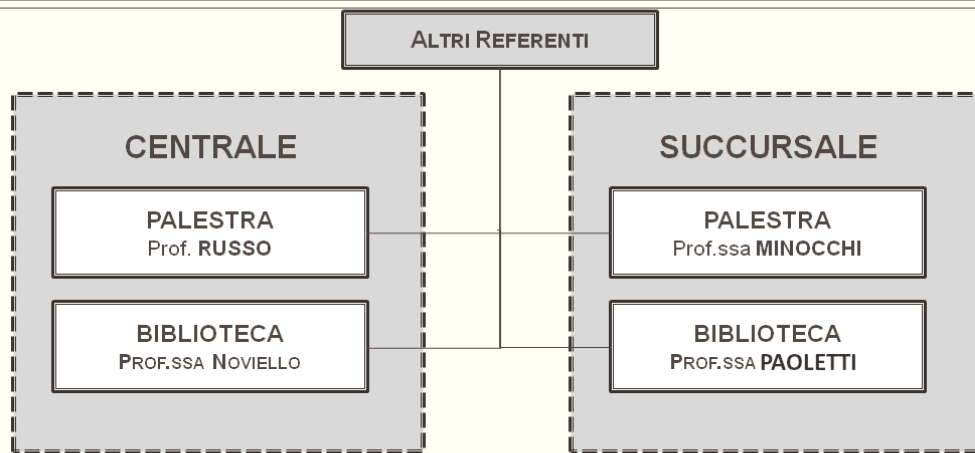 ALTRI REFERENTI
CENTRALE
PALESTRA
Prof. RUSSO
BIBLIOTECA
PROF.SSA NOVIELLO
SUCCURSALE
PALESTRA
Prof.ssa MINOCCHI
BIBLIOTECA
PROF.SSA PAOLETTI